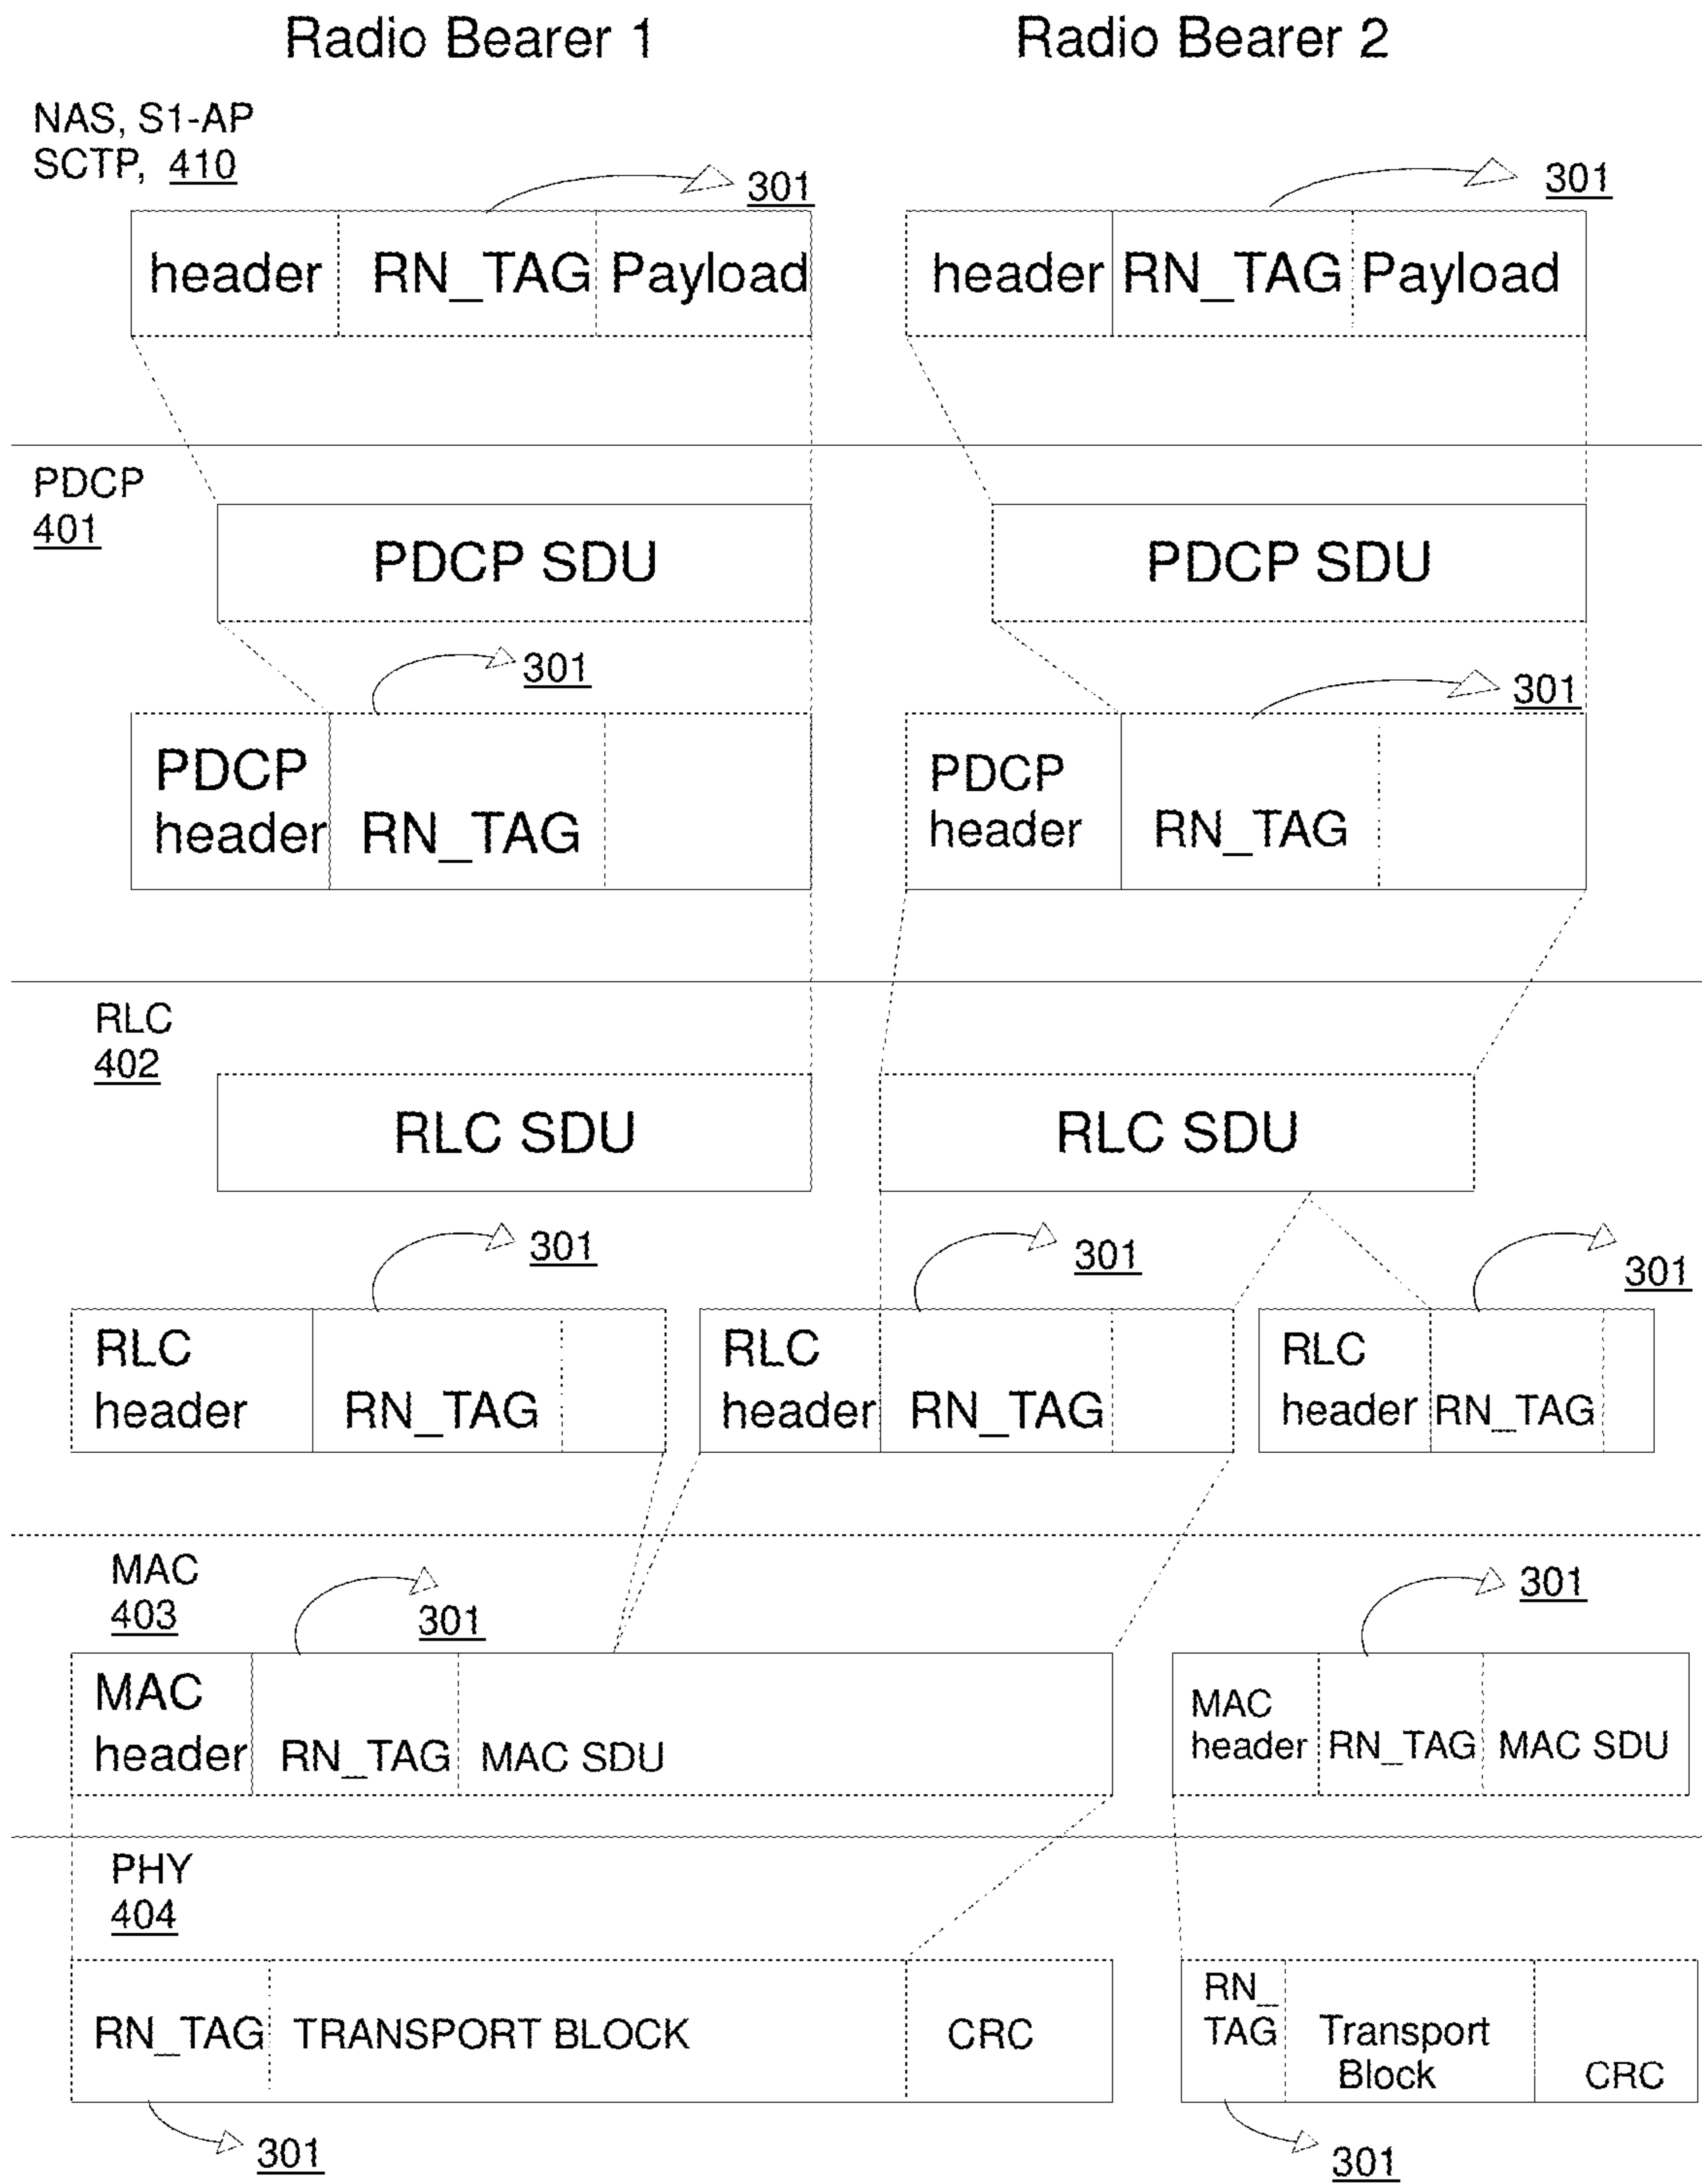 Radio Bearer 1 Radio Bearer 2
NAS, S1-AP
SCTP, 410
301 301
header RN_TAG Payload header RN_TAG Payload
PDCP
401
PDCP SDU PDCP SDU
301 301
PDCP PDCP
header RN_TAG header RN_TAG
RLC
402
RLC SDU RLC SDU
301 301 301
RLC RLC RLC
header RN_TAG header RN_TAG header RN_TAG
MAC
403 301 301
MAC MAC
header RN_TAG MAC SDU header RN_TAG MAC SDU
PHY
404
RN_
RN_TAG TRANSPORT BLOCK CRC TAG Transport
Block CRC
301 301